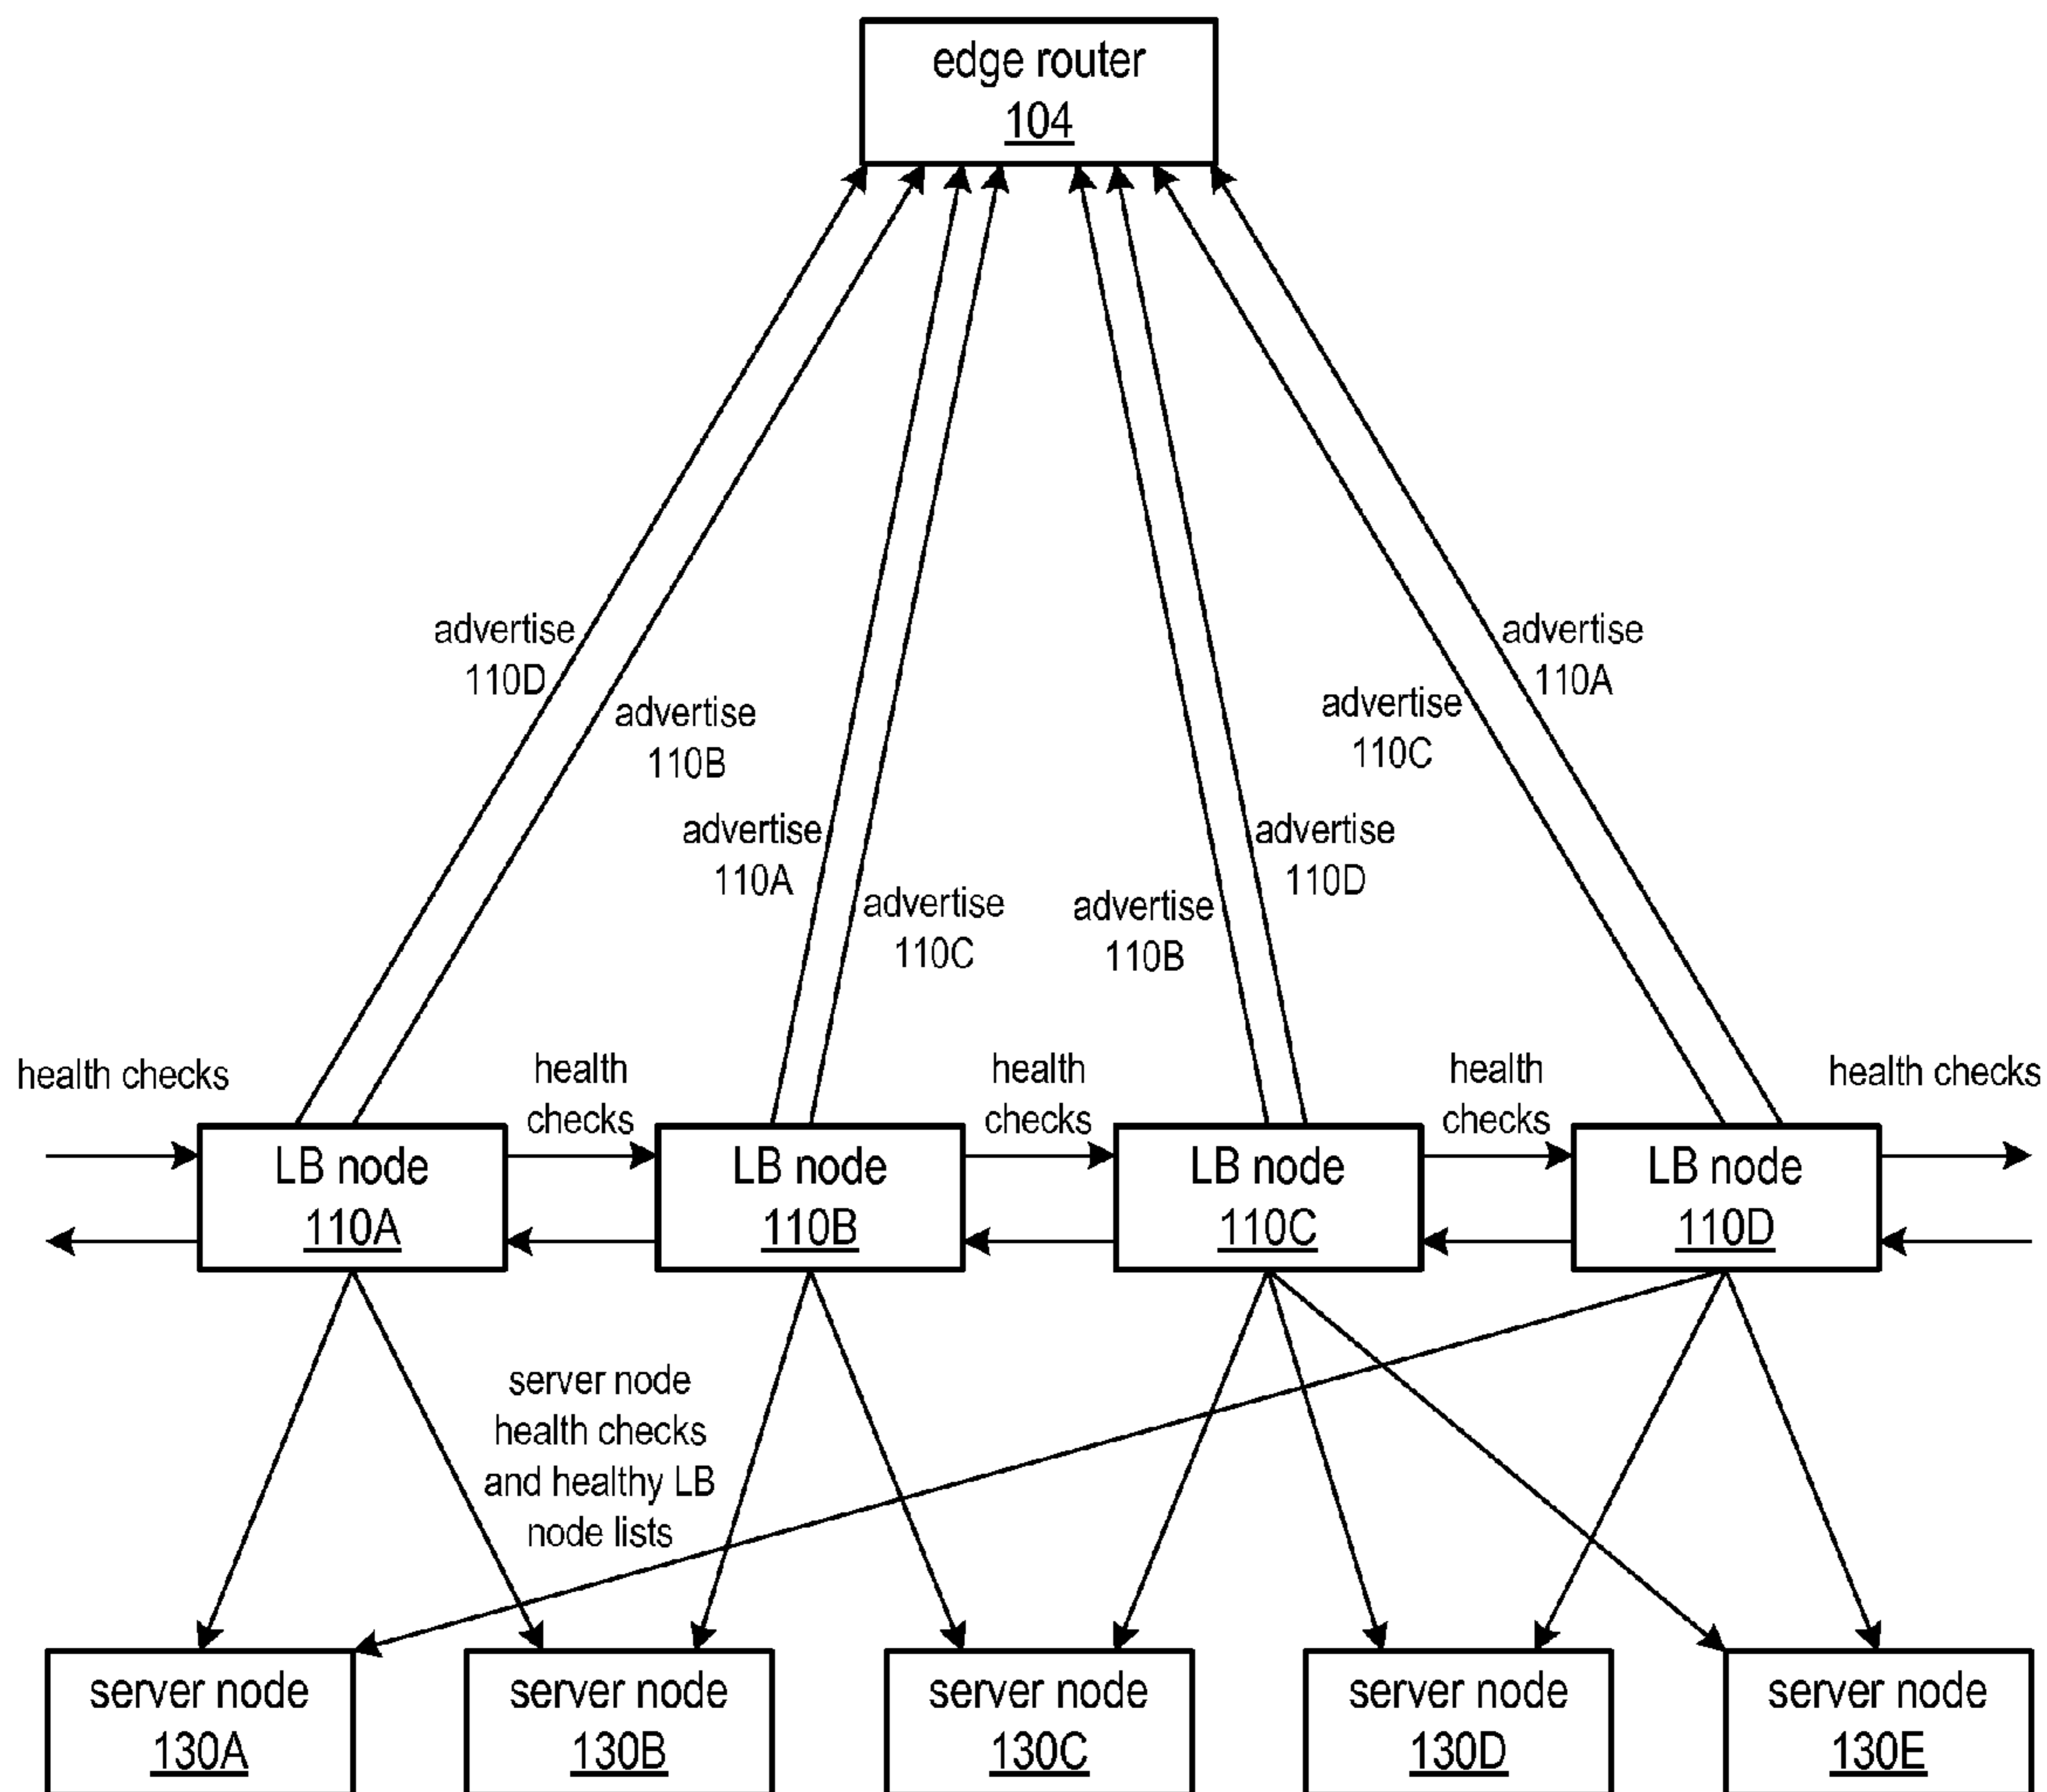 edge router
104
advertise
110D
advertise
110B
advertise
110A
advertise
110C
advertise
110B
advertise
110D
advertise
110C
advertise
110A
health checks
health
checks
health
checks
health
checks
health checks
LB node
110A
LB node
110B
LB node
110C
LB node
110D
server node
health checks
and healthy LB
node lists
server node
130A
server node
130B
server node
130C
server node
130D
server node
130E